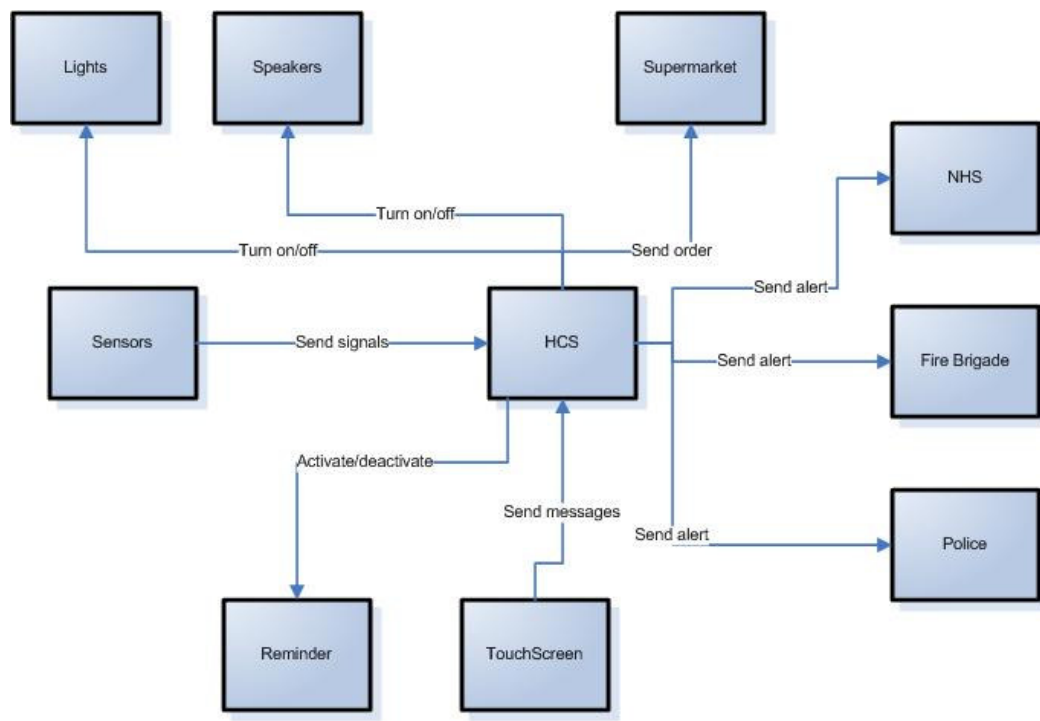 Lights
Speakers
Supermarket
NHS
Turn on/off
Turn on/off
Send order
Send alert
Sensors
Send signals
HCS
Send alert
Fire Brigade
Activate/deactivate
Send messages
Send alert
Police
Reminder
TouchScreen